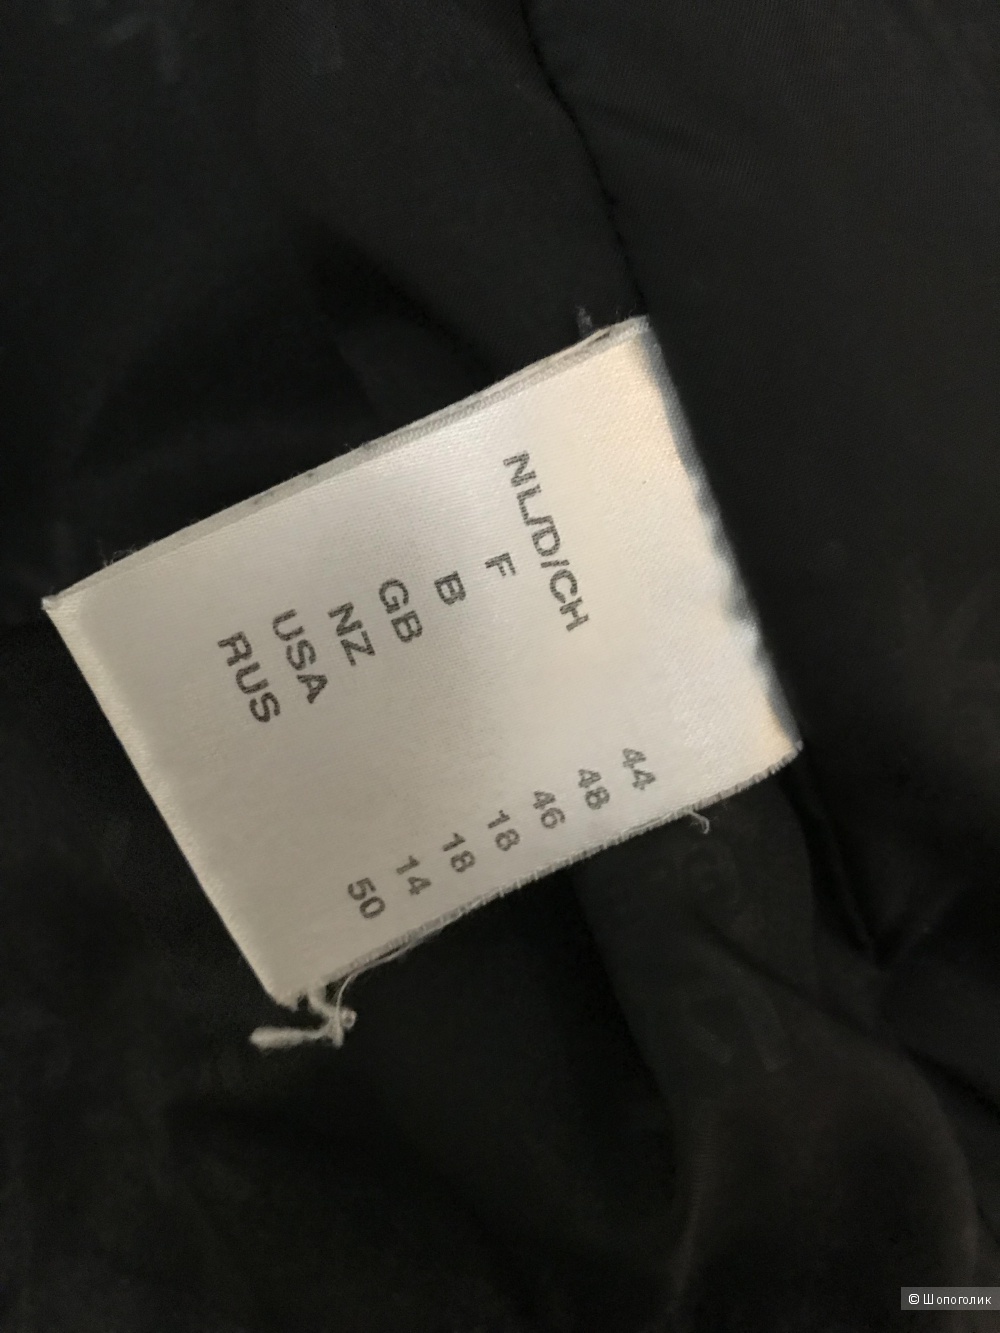 NL/D/CH 44
F 48
B 46
GB 18
NZ 18
USA 14
RUS 50
© Шопоголик